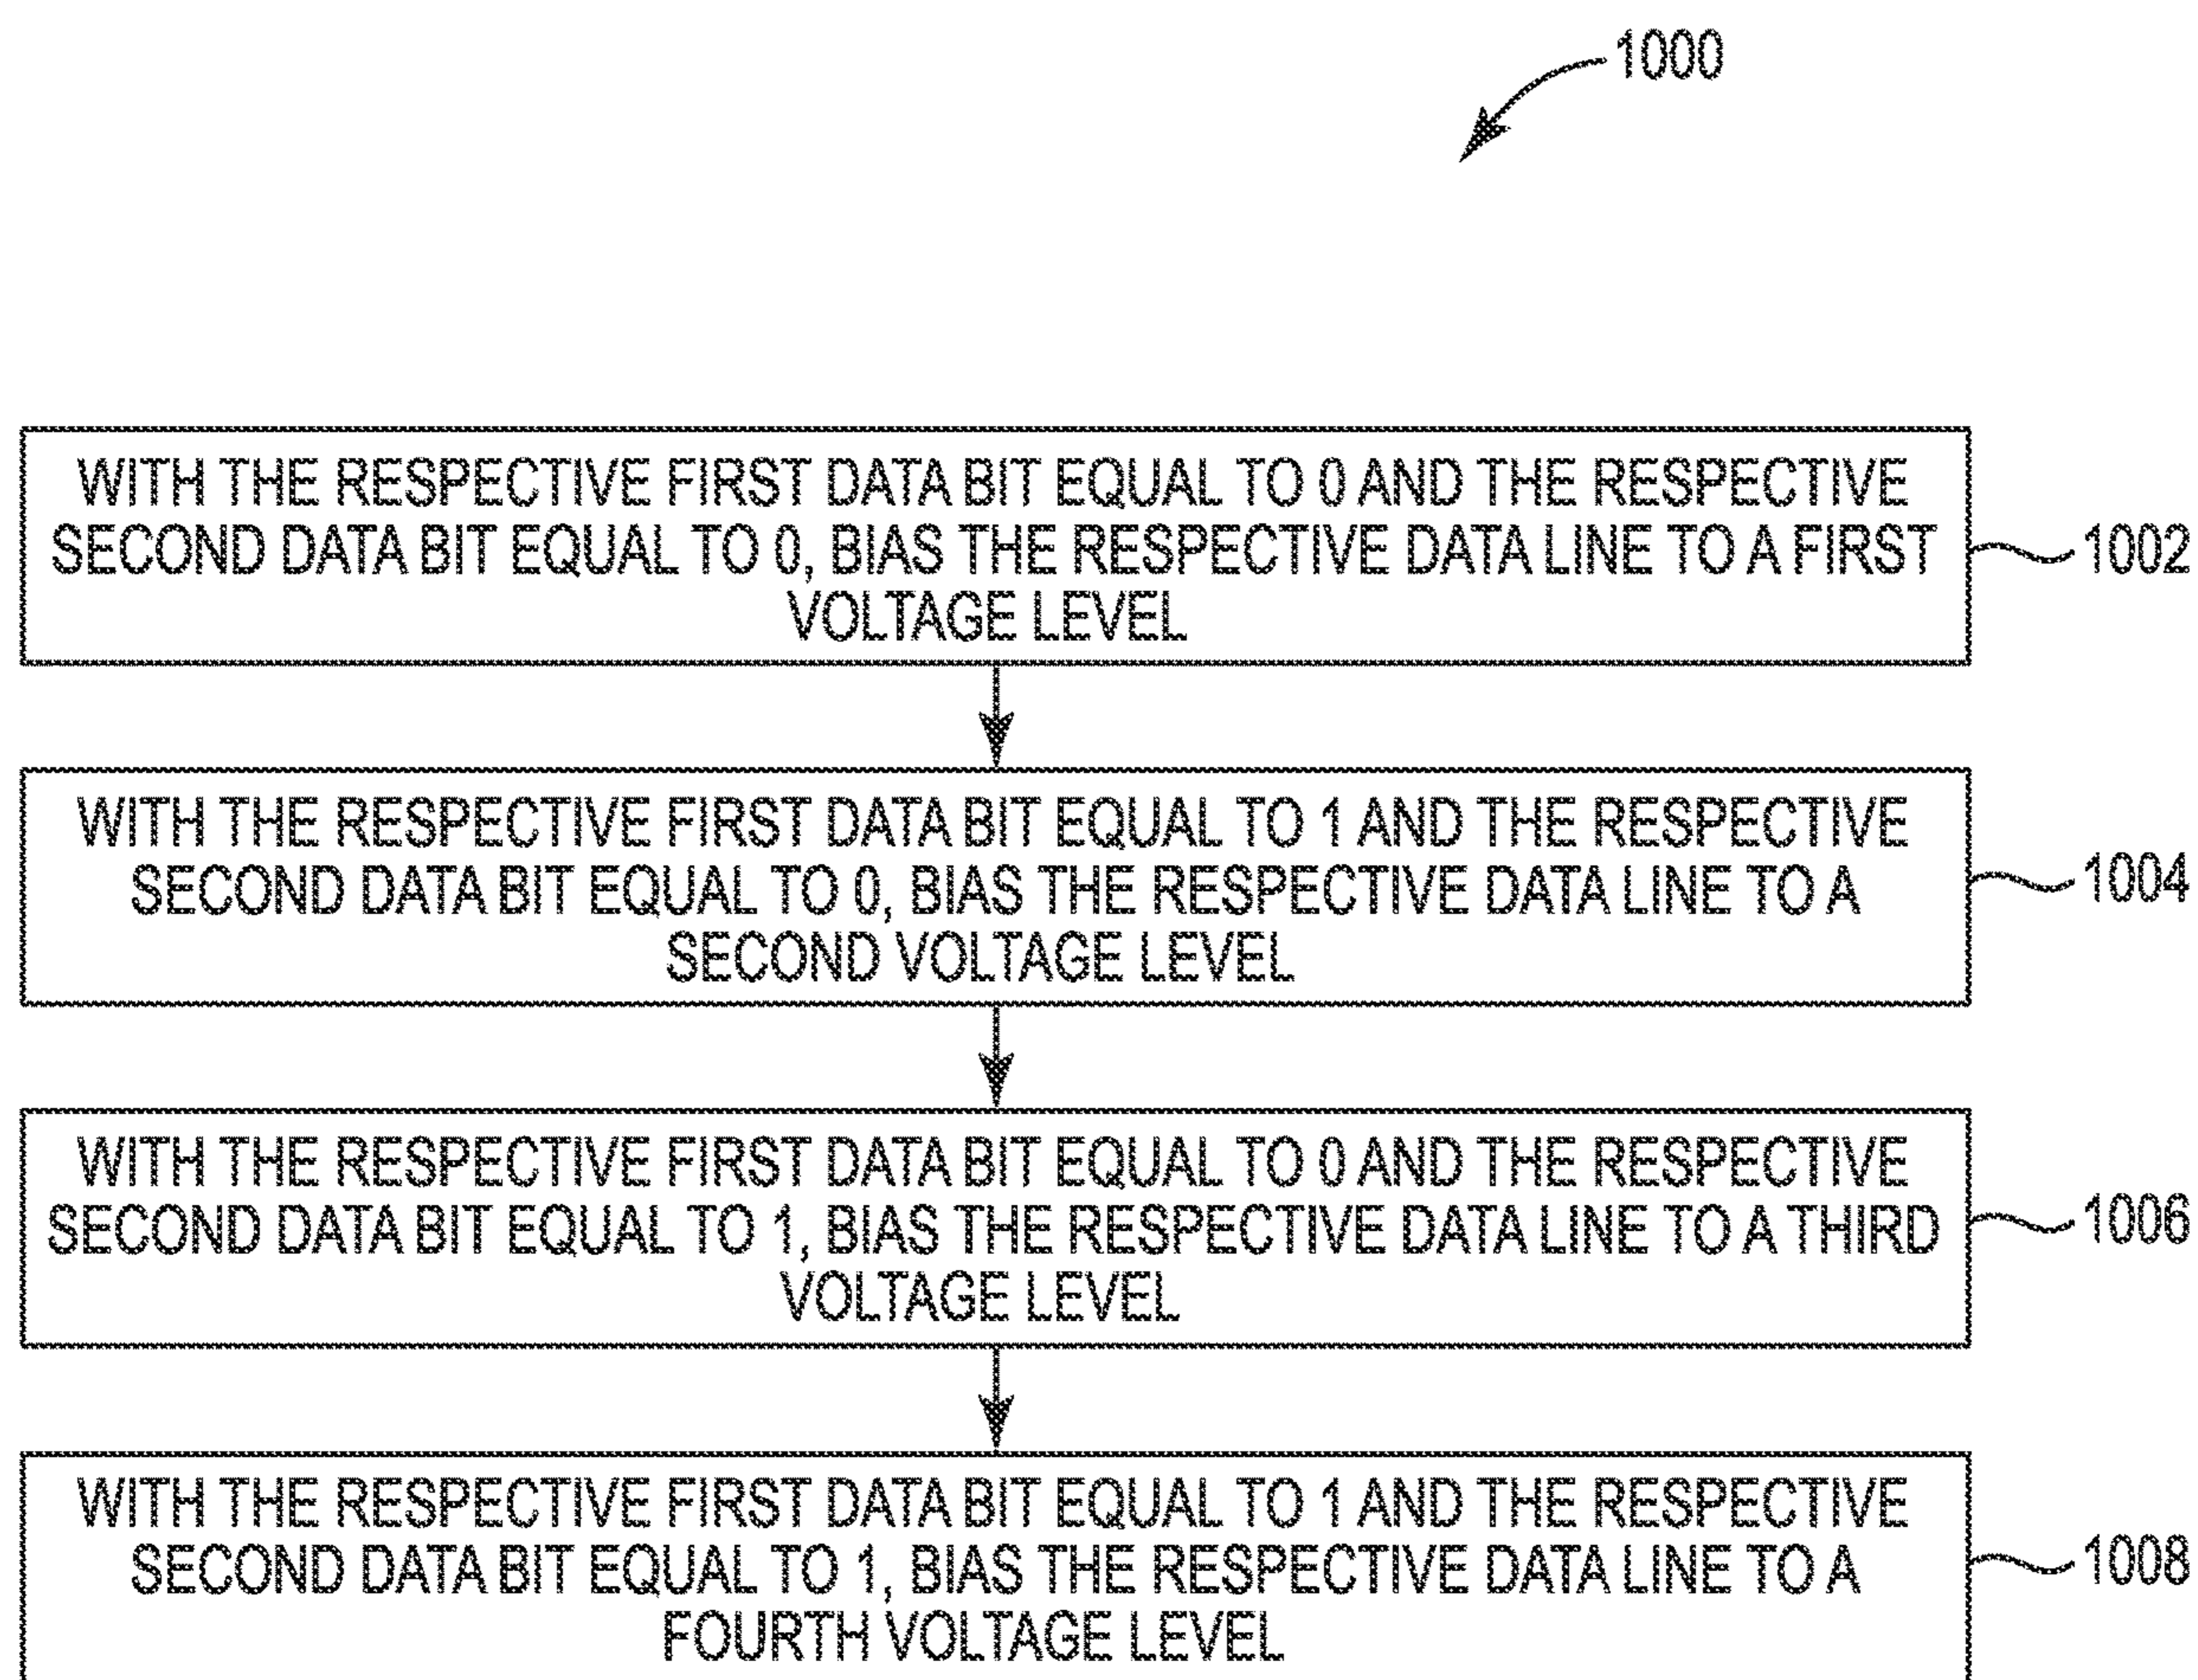 1000
WITH THE RESPECTIVE FIRST DATA BIT EQUAL TO 0 AND THE RESPECTIVE
SECOND DATA BIT EQUAL TO 0, BIAS THE RESPECTIVE DATA LINE TO A FIRST
VOLTAGE LEVEL
1002
WITH THE RESPECTIVE FIRST DATA BIT EQUAL TO 1 AND THE RESPECTIVE
SECOND DATA BIT EQUAL TO 0, BIAS THE RESPECTIVE DATA LINE TO A
SECOND VOLTAGE LEVEL
1004
WITH THE RESPECTIVE FIRST DATA BIT EQUAL TO 0 AND THE RESPECTIVE
SECOND DATA BIT EQUAL TO 1, BIAS THE RESPECTIVE DATA LINE TO A THIRD
VOLTAGE LEVEL
1006
WITH THE RESPECTIVE FIRST DATA BIT EQUAL TO 1 AND THE RESPECTIVE
SECOND DATA BIT EQUAL TO 1, BIAS THE RESPECTIVE DATA LINE TO A
FOURTH VOLTAGE LEVEL
1008